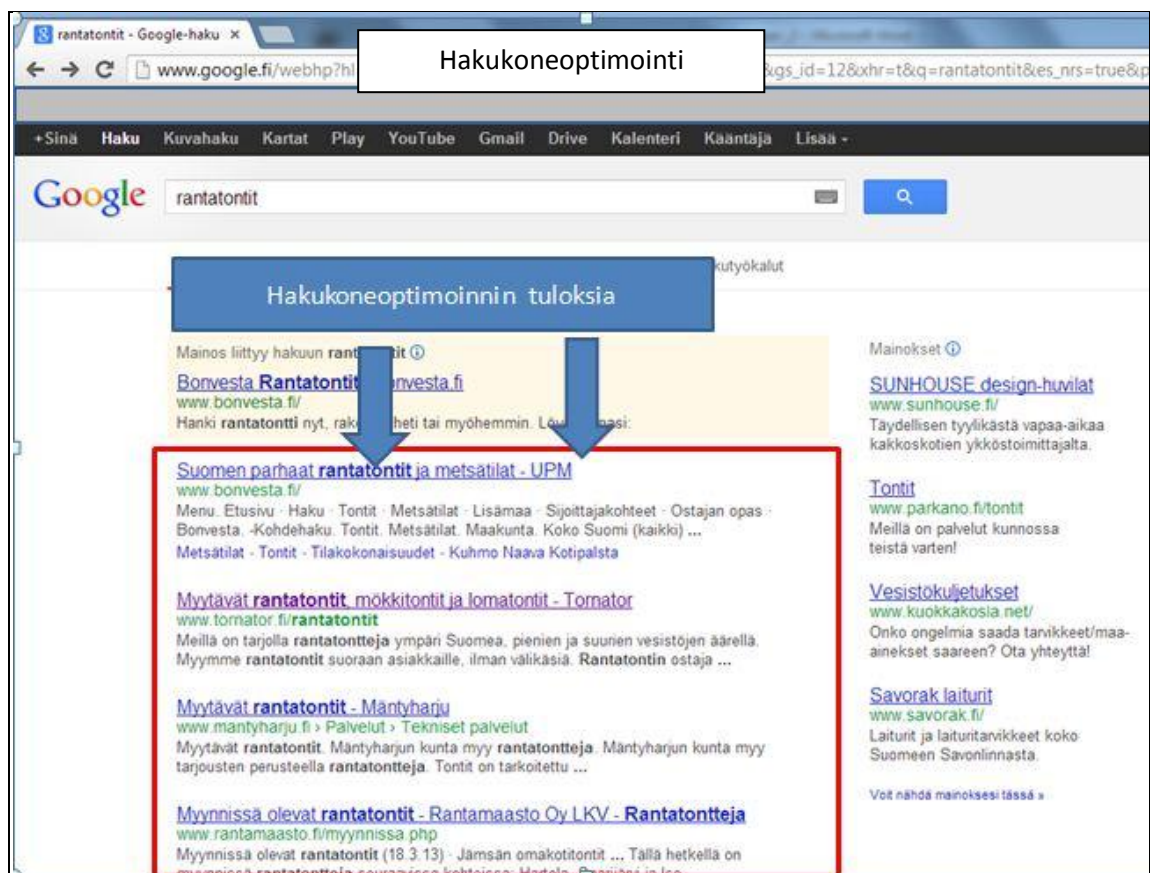 rantatontit - Google-haku
Hakukoneoptimointi
www.google.fi/webhp?hl
gs_id=12&xhr=t&q=rantatontit&es_nrs=true&p
+Sinä Haku Kuvahaku Kartat Play YouTube Gmail Drive Kalenteri Kääntäjä Lisää
Google
rantatontit
Hakukoneoptimoinnin tuloksia
Mainos liittyy hakuun
Bonvesta Rantatontit
www.bonvesta.fi/
Hanki rantatontti nyt, tai myöhemmin.
Suomen parhaat rantatontit ja metsätilat - UPM
www.bonvesta.fi/
Menu. Etusivu · Haku · Tontit · Metsätilat · Lisämaa · Sijoittajakohteet · Ostajan opas ·
Bonvesta. -Kohdehaku. Tontit. Metsätilat. Maakunta. Koko Suomi (kaikki) ...
Metsätilat - Tontit - Tilakokonaisuudet - Kuhmo Naava Kotipalsta
Myytävät rantatontit, mökkitontit ja lomatontit - Tornator
www.tornator.fi/rantatontit
Meillä on tarjolla rantatontteja ympäri Suomea, pienien ja suurien vesistöjen äärellä.
Myymme rantatontit suoraan asiakkaille, ilman välikäsiä. Rantatontin ostaja ...
Myytävät rantatontit - Mäntyharju
www.mantyharju.fi › Palvelut › Tekniset palvelut
Myytävät rantatontit. Mäntyharjun kunta myy rantatontteja. Mäntyharjun kunta myy
tarjousten perusteella rantatontteja. Tontit on tarkoitettu ...
Myynnissä olevat rantatontit - Rantamaasto Oy LKV - Rantatontteja
www.rantamaasto.fi/myynnissa.php
Myynnissä olevat rantatontit (18.3.13) · Jämsän omakotitontit ... Tällä hetkellä on
Mainokset
SUNHOUSE design-huvilat
www.sunhouse.fi/
Täydellisen tyylikästä vapaa-aikaa
kakkoskotien ykköstoimittajalta.
Tontit
www.parkano.fi/tontit
Meillä on palvelut kunnossa
teistä varten!
Vesistökuljetukset
www.kuokkakosla.net/
Onko ongelmia saada tarvikkeet/maa-
ainekset saareen? Ota yhteyttä!
Savorak laiturit
www.savorak.fi/
Laiturit ja laituritarvikkeet koko
Suomeen Savonlinnasta.
Voit nähdä mainoksesi tässä »